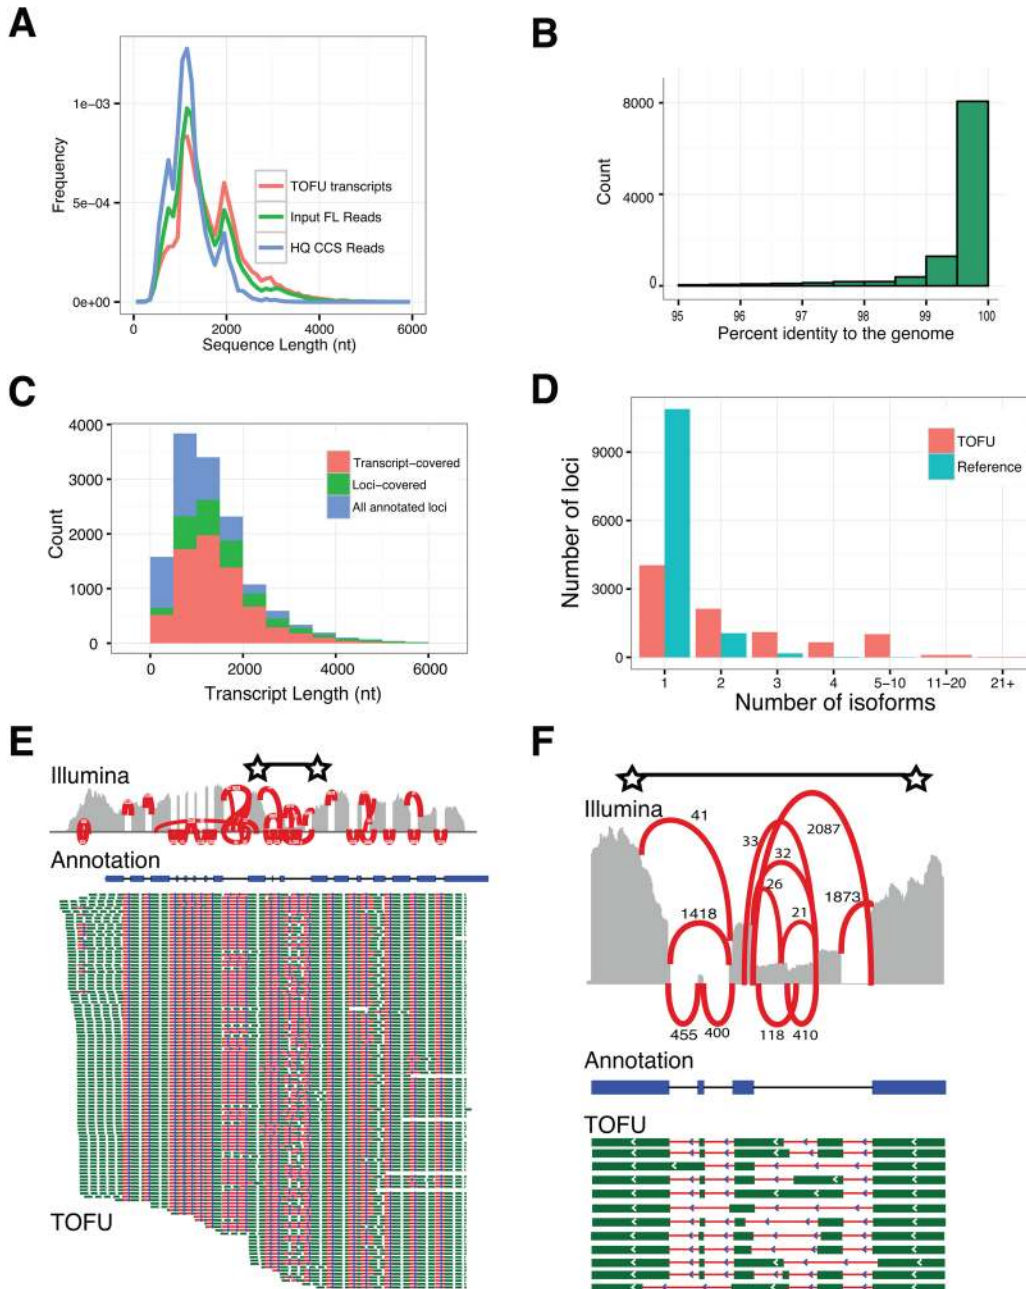 A
Frequency
1e−03
5e−04
0e+00
TOFU transcripts
Input FL Reads
HQ CCS Reads
0 2000 4000 6000
Sequence Length (nt)
B
Count
8000
4000
0
95 96 97 98 99 100
Percent identity to the genome
C
Count
4000
3000
2000
1000
0
Transcript−covered
Loci−covered
All annotated loci
0 2000 4000 6000
Transcript Length (nt)
D
Number of loci
9000
6000
3000
0
TOFU
Reference
1 2 3 4 5−10 11−20 21+
Number of isoforms
E
Illumina
Annotation
TOFU
F
Illumina
41
33
2087
32
26
1873
1418
21
455 400 118 410
Annotation
TOFU